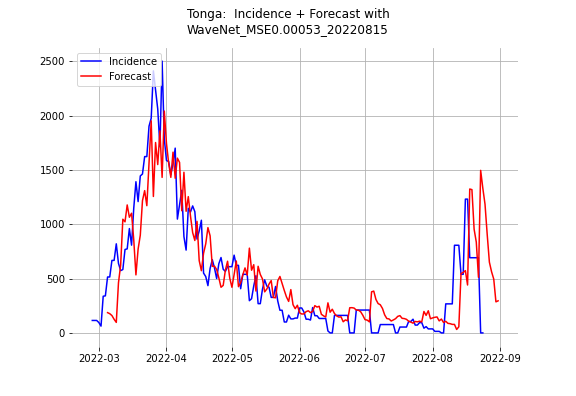 Tonga:  Incidence + Forecast with
WaveNet_MSE0.00053_20220815
Incidence
Forecast
2500
2000
1500
1000
500
0
2022-03 2022-04 2022-05 2022-06 2022-07 2022-08 2022-09